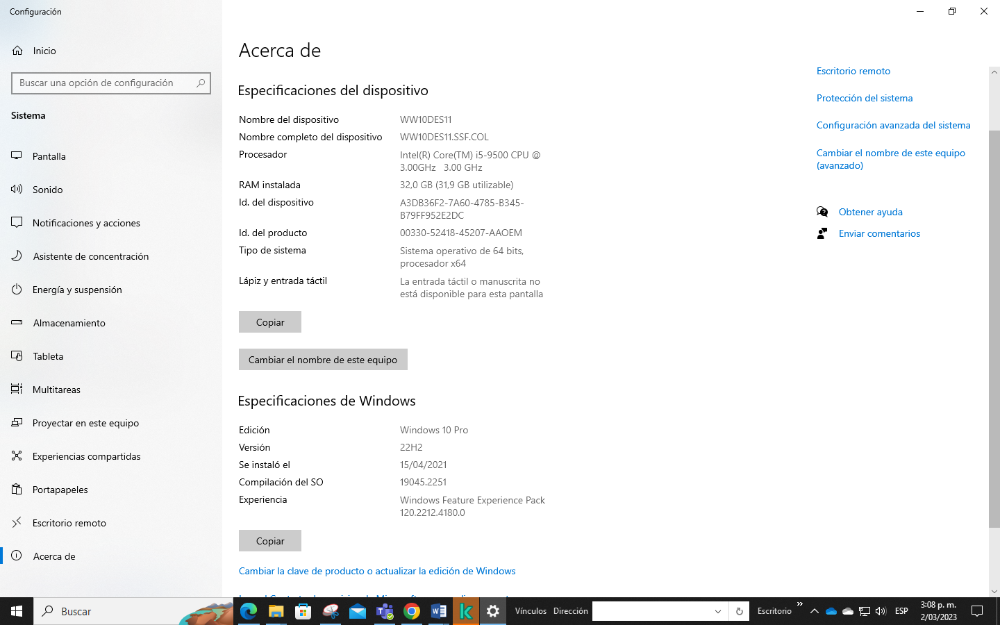 Configuración
Inicio
Buscar una opción de configuración
Sistema
Pantalla
Sonido
Notificaciones y acciones
Asistente de concentración
Energía y suspensión
Almacenamiento
Tableta
Multitareas
Proyectar en este equipo
Experiencias compartidas
Portapapeles
Escritorio remoto
Acerca de
Acerca de
Especificaciones del dispositivo
Nombre del dispositivo WW10DES11
Nombre completo del dispositivo WW10DES11.SSF.COL
Procesador Intel(R) Core(TM) i5-9500 CPU @
3.00GHz 3.00 GHz
RAM instalada 32,0 GB (31,9 GB utilizable)
Id. del dispositivo A3DB36F2-7A60-4785-B345-
B79FF952E2DC
Id. del producto 00330-52418-45207-AAOEM
Tipo de sistema Sistema operativo de 64 bits,
procesador x64
Lápiz y entrada táctil La entrada táctil o manuscrita no
está disponible para esta pantalla
Copiar
Cambiar el nombre de este equipo
Especificaciones de Windows
Edición Windows 10 Pro
Versión 22H2
Se instaló el 15/04/2021
Compilación del SO 19045.2251
Experiencia Windows Feature Experience Pack
120.2212.4180.0
Copiar
Cambiar la clave de producto o actualizar la edición de Windows
Escritorio remoto
Protección del sistema
Configuración avanzada del sistema
Cambiar el nombre de este equipo
(avanzado)
Obtener ayuda
Enviar comentarios
Buscar
Vínculos Dirección
Escritorio
ESP
3:08 p. m.
2/03/2023